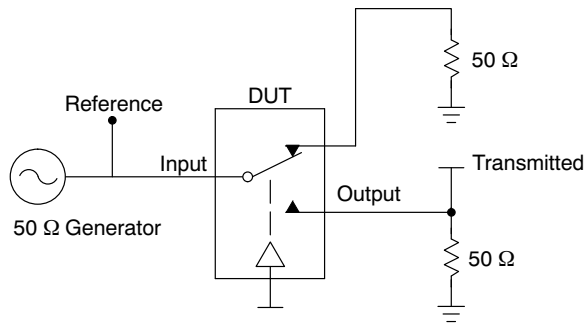 50 Ω
DUT
Reference
Input
Transmitted
Output
50 Ω Generator
50 Ω